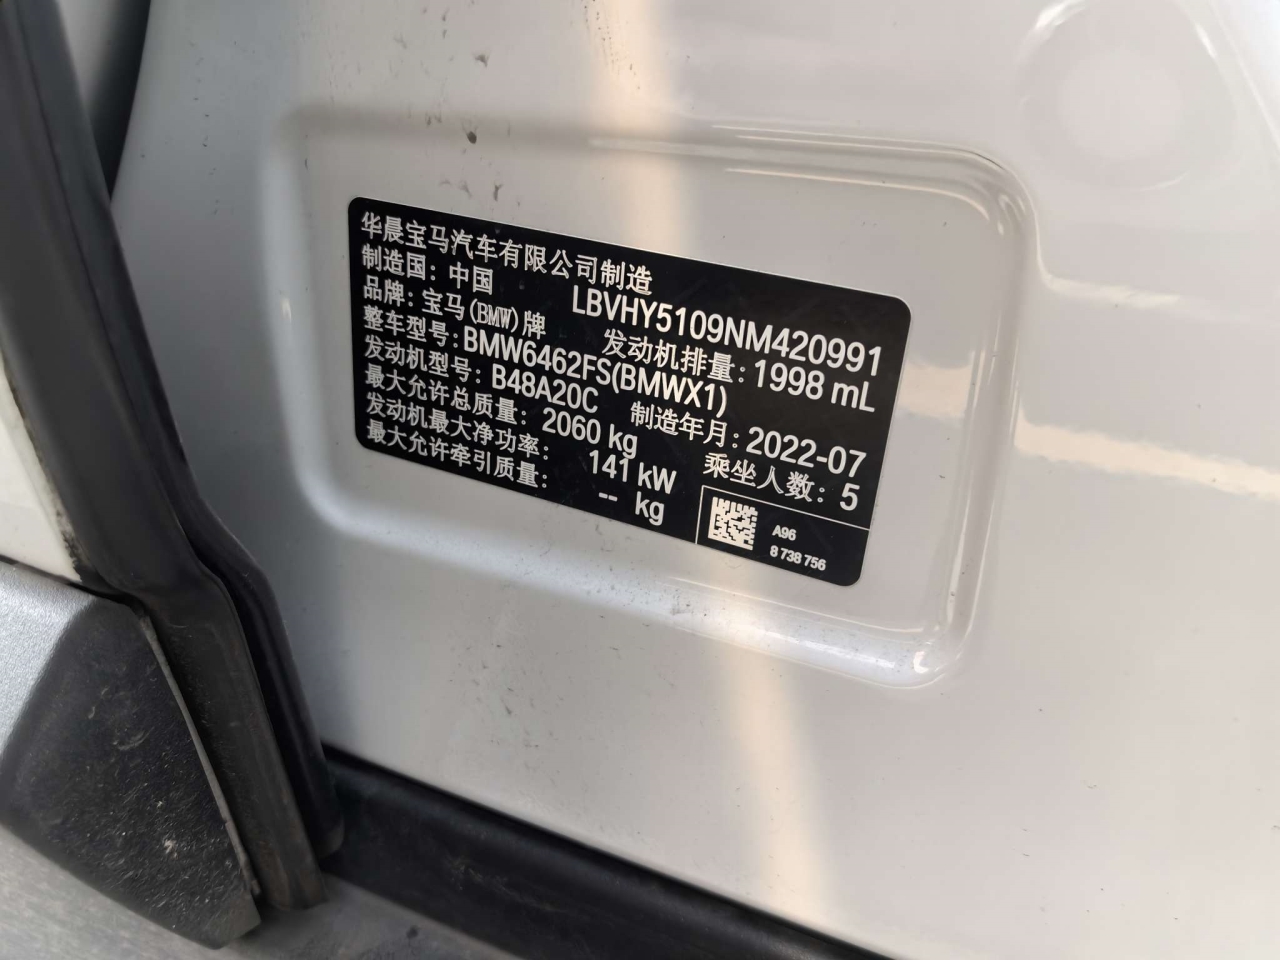 华晨宝马汽车有限公司制造
制造国：中国 LBVHY5109NM420991
品牌：宝马(BMW)牌 发动机排量：1998 mL
整车型号：BMW6462FS(BMWX1)
发动机型号：B48A20C 制造年月：2022-07
最大允许总质量：2060 kg 乘坐人数：5
发动机最大净功率： 141 kW
最大允许牵引质量： -- kg
A96
8 738 756